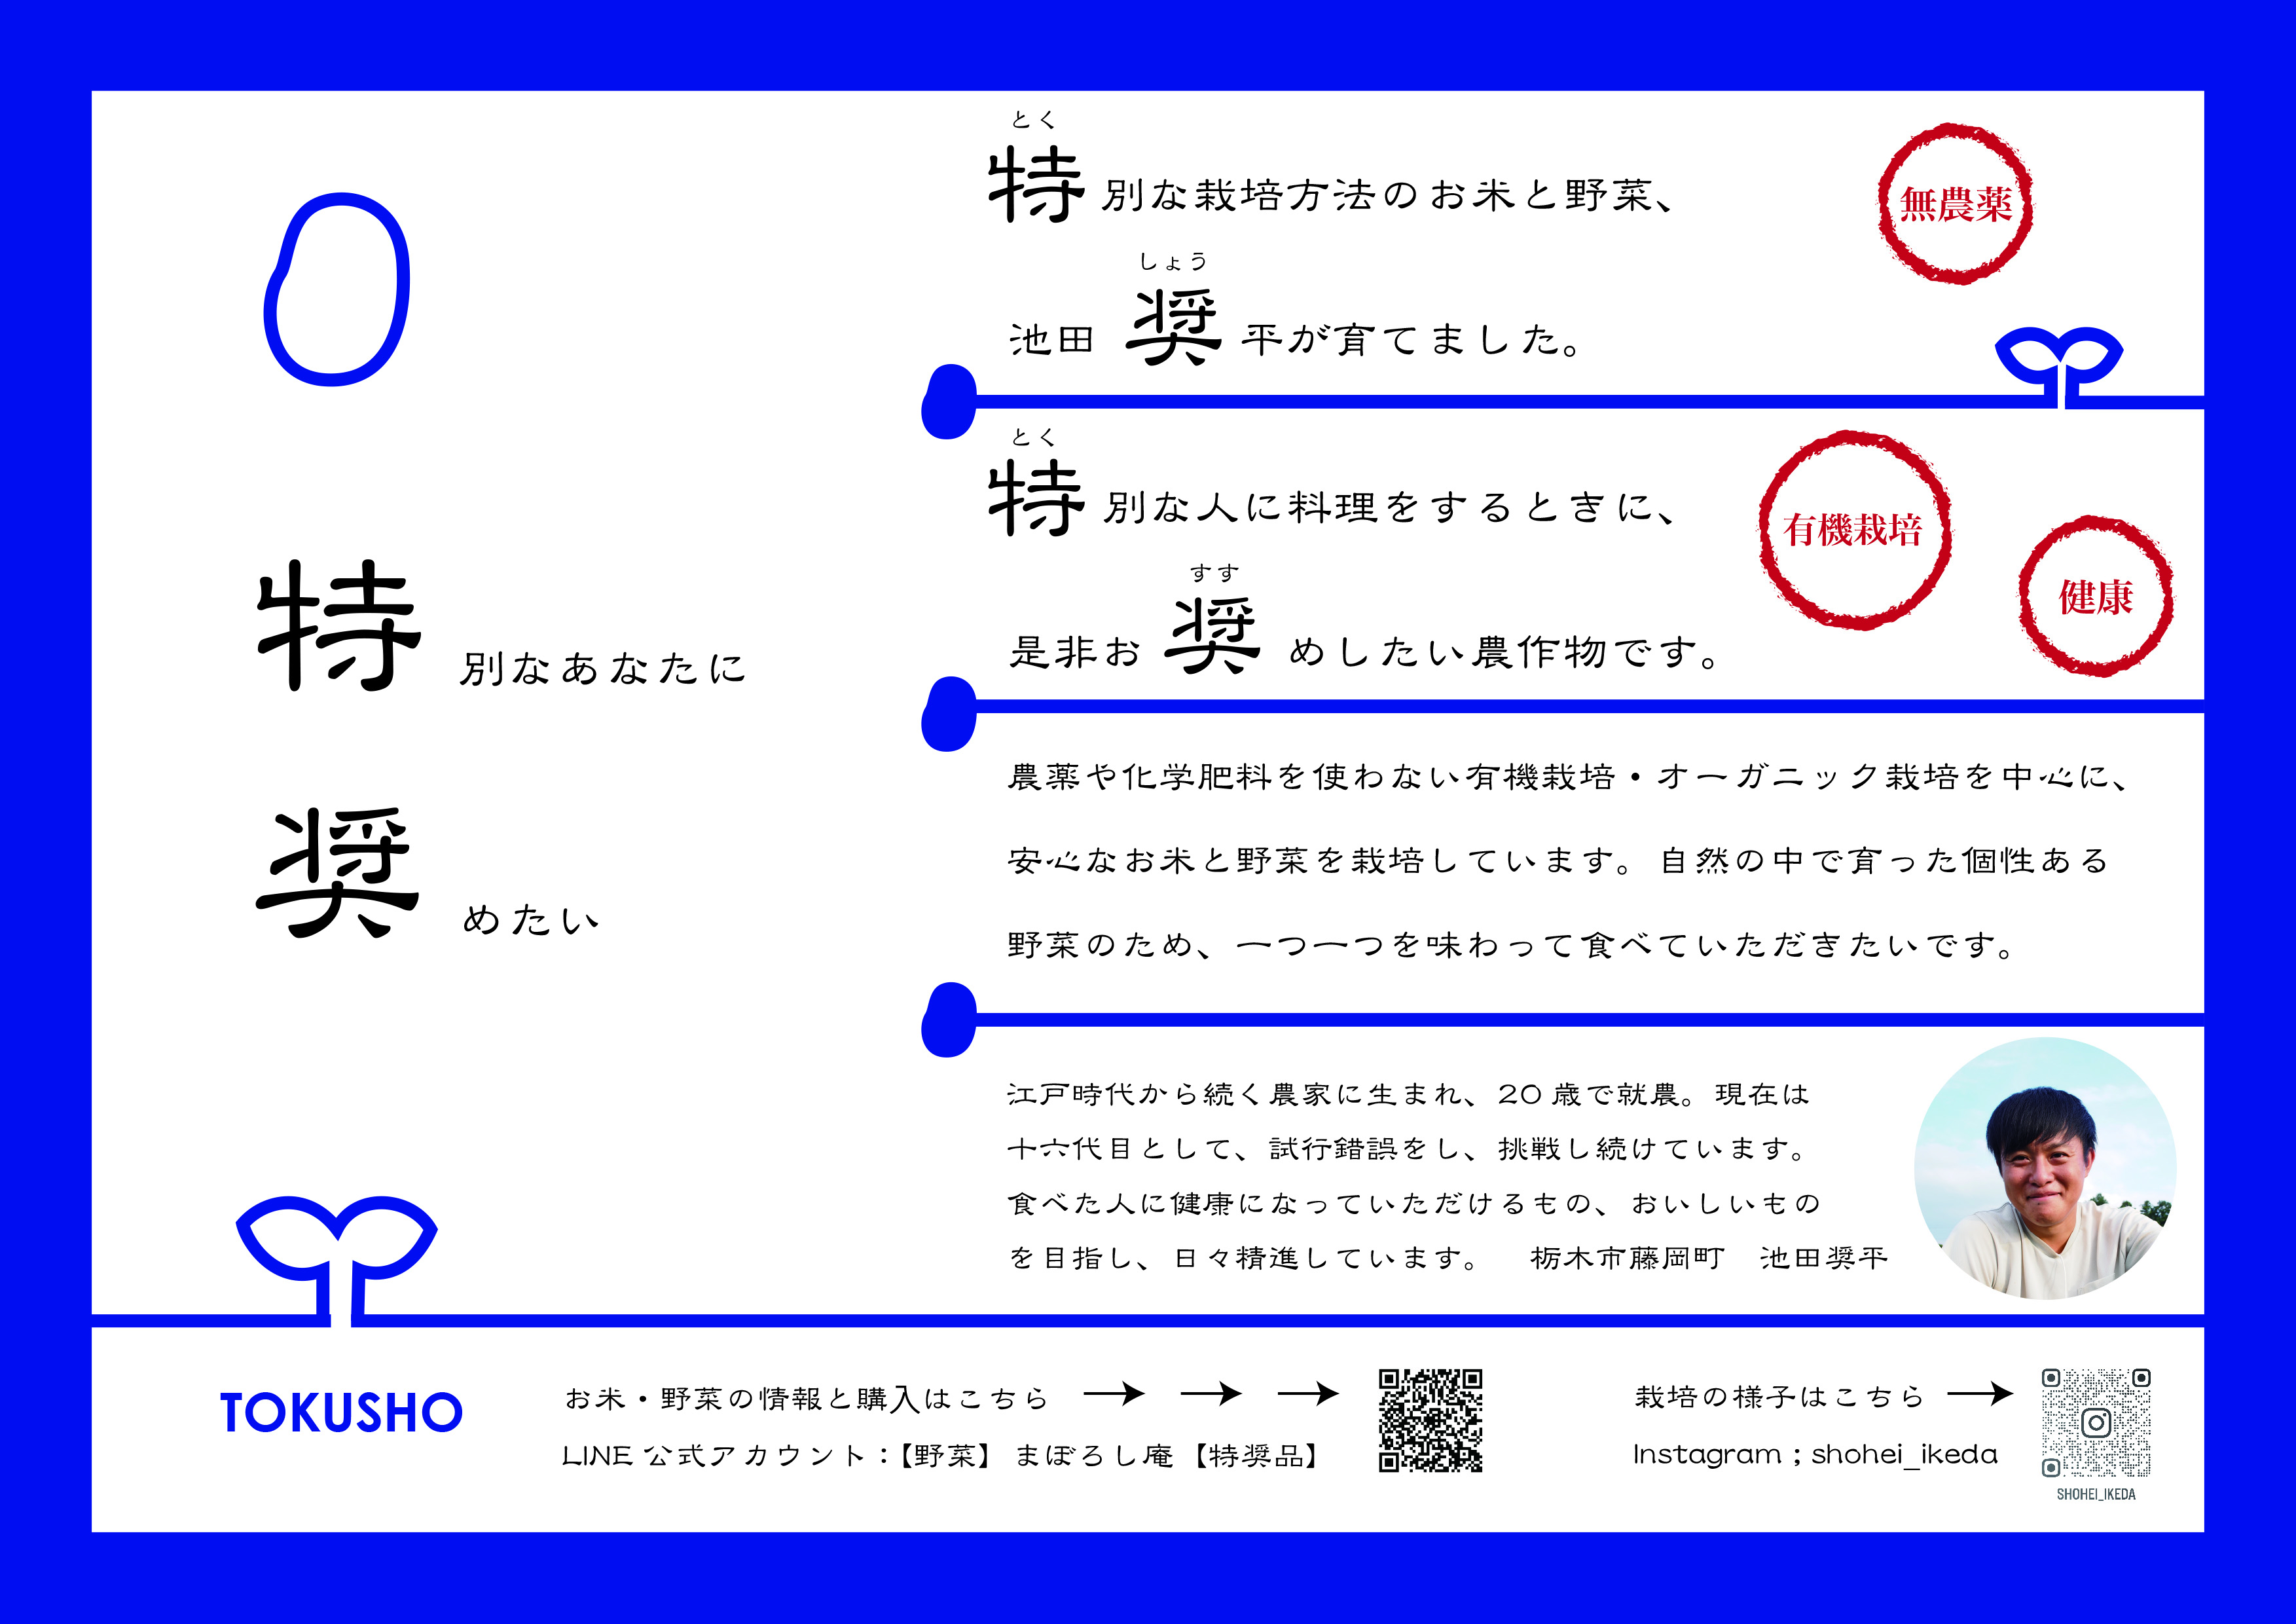 特別なあなたに
奨めたい
とく
特別な栽培方法のお米と野菜、
しょう
池田奨平が育てました。
無農薬
とく
特別な人に料理をするときに、
すす
是非お奨めしたい農作物です。
有機栽培
健康
農薬や化学肥料を使わない有機栽培・オーガニック栽培を中心に、
安心なお米と野菜を栽培しています。自然の中で育った個性ある
野菜のため、一つ一つを味わって食べていただきたいです。
江戸時代から続く農家に生まれ、20歳で就農。現在は
十六代目として、試行錯誤をし、挑戦し続けています。
食べた人に健康になっていただけるもの、おいしいもの
を目指し、日々精進しています。　栃木市藤岡町　池田奨平
TOKUSHO
お米・野菜の情報と購入はこちら → → →
LINE 公式アカウント：【野菜】まぼろし庵【特奨品】
栽培の様子はこちら →
Instagram ; shohei_ikeda
SHOHEI_IKEDA